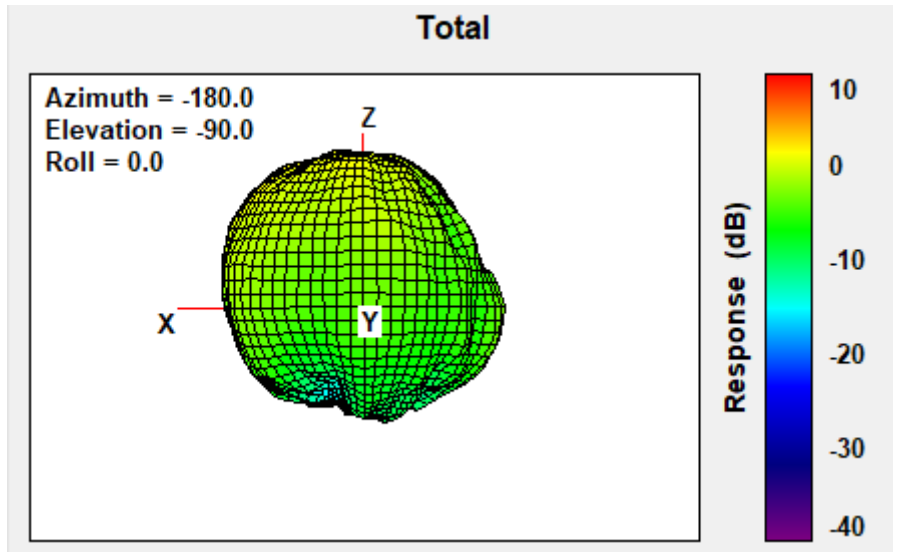 Total
Azimuth = -180.0
Elevation = -90.0
Roll = 0.0
Z
X
Y
Response (dB)
10
0
-10
-20
-30
-40